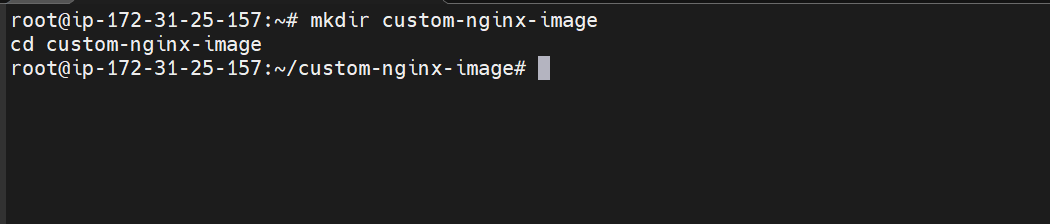 root@ip-172-31-25-157:~# mkdir custom-nginx-image
cd custom-nginx-image
root@ip-172-31-25-157:~/custom-nginx-image#